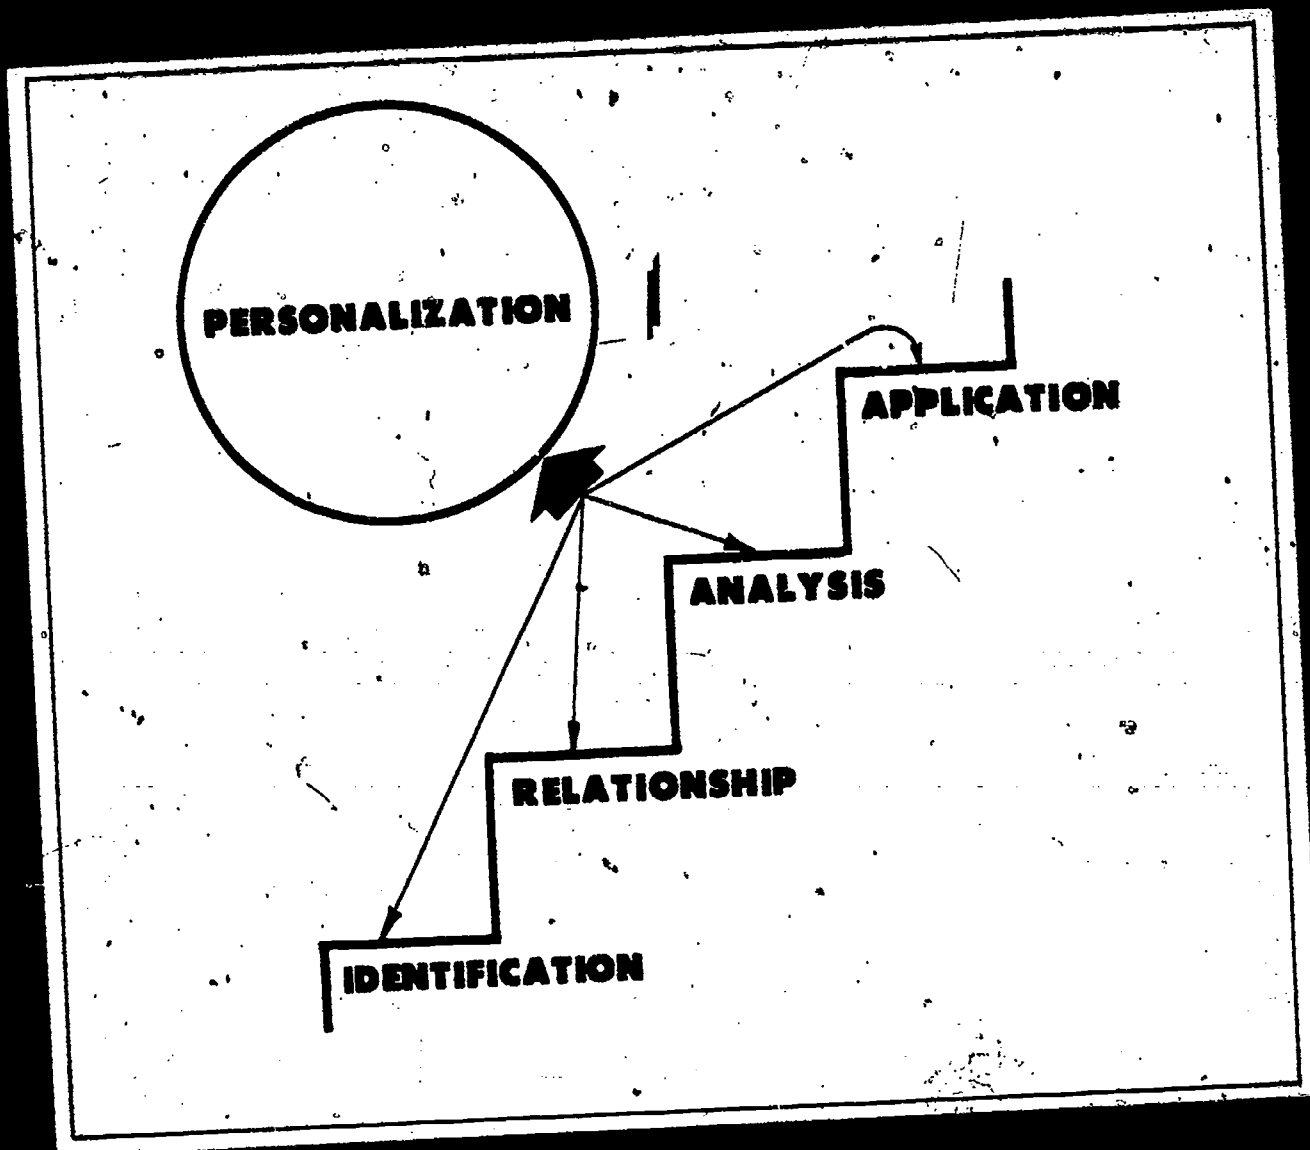 PERSONALIZATION
APPLICATION
ANALYSIS
RELATIONSHIP
IDENTIFICATION